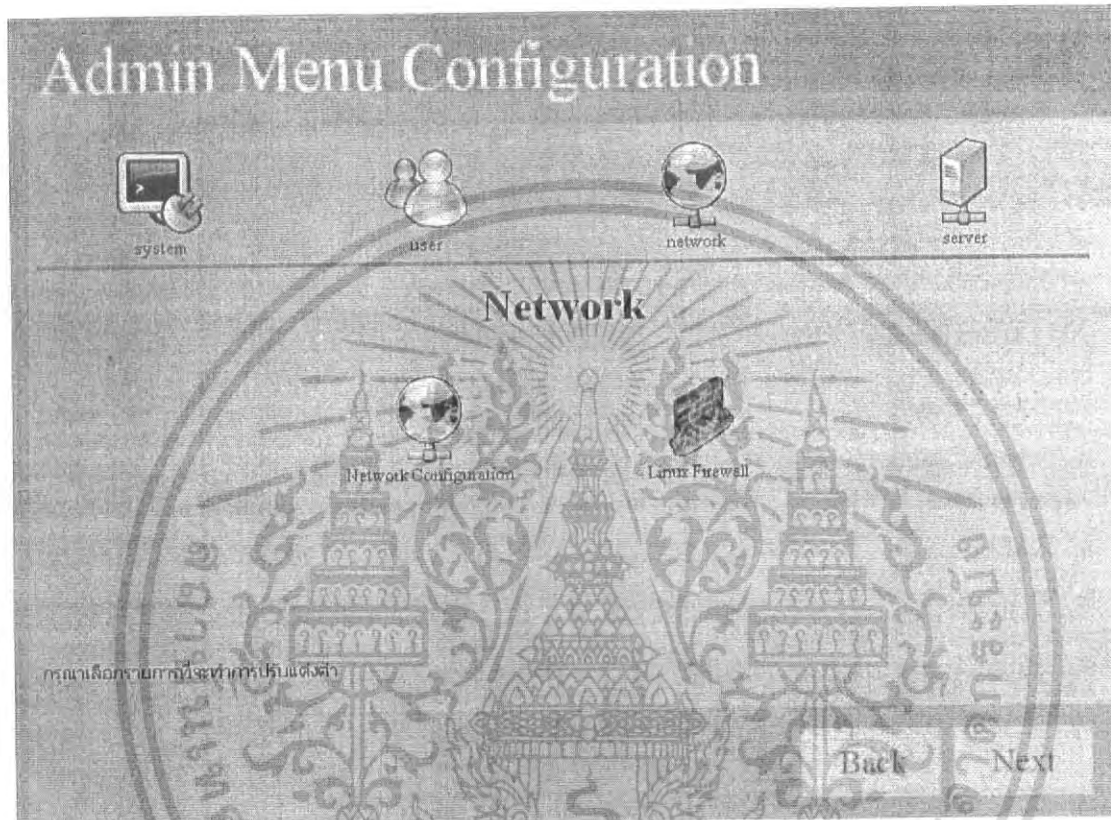 Admin Menu Configuration
system
user
network
server
Network
Network Configuration
Linux Firewall
กรุณาเลือกรายการที่จะทำการปรับแต่งค่า
Back
Next